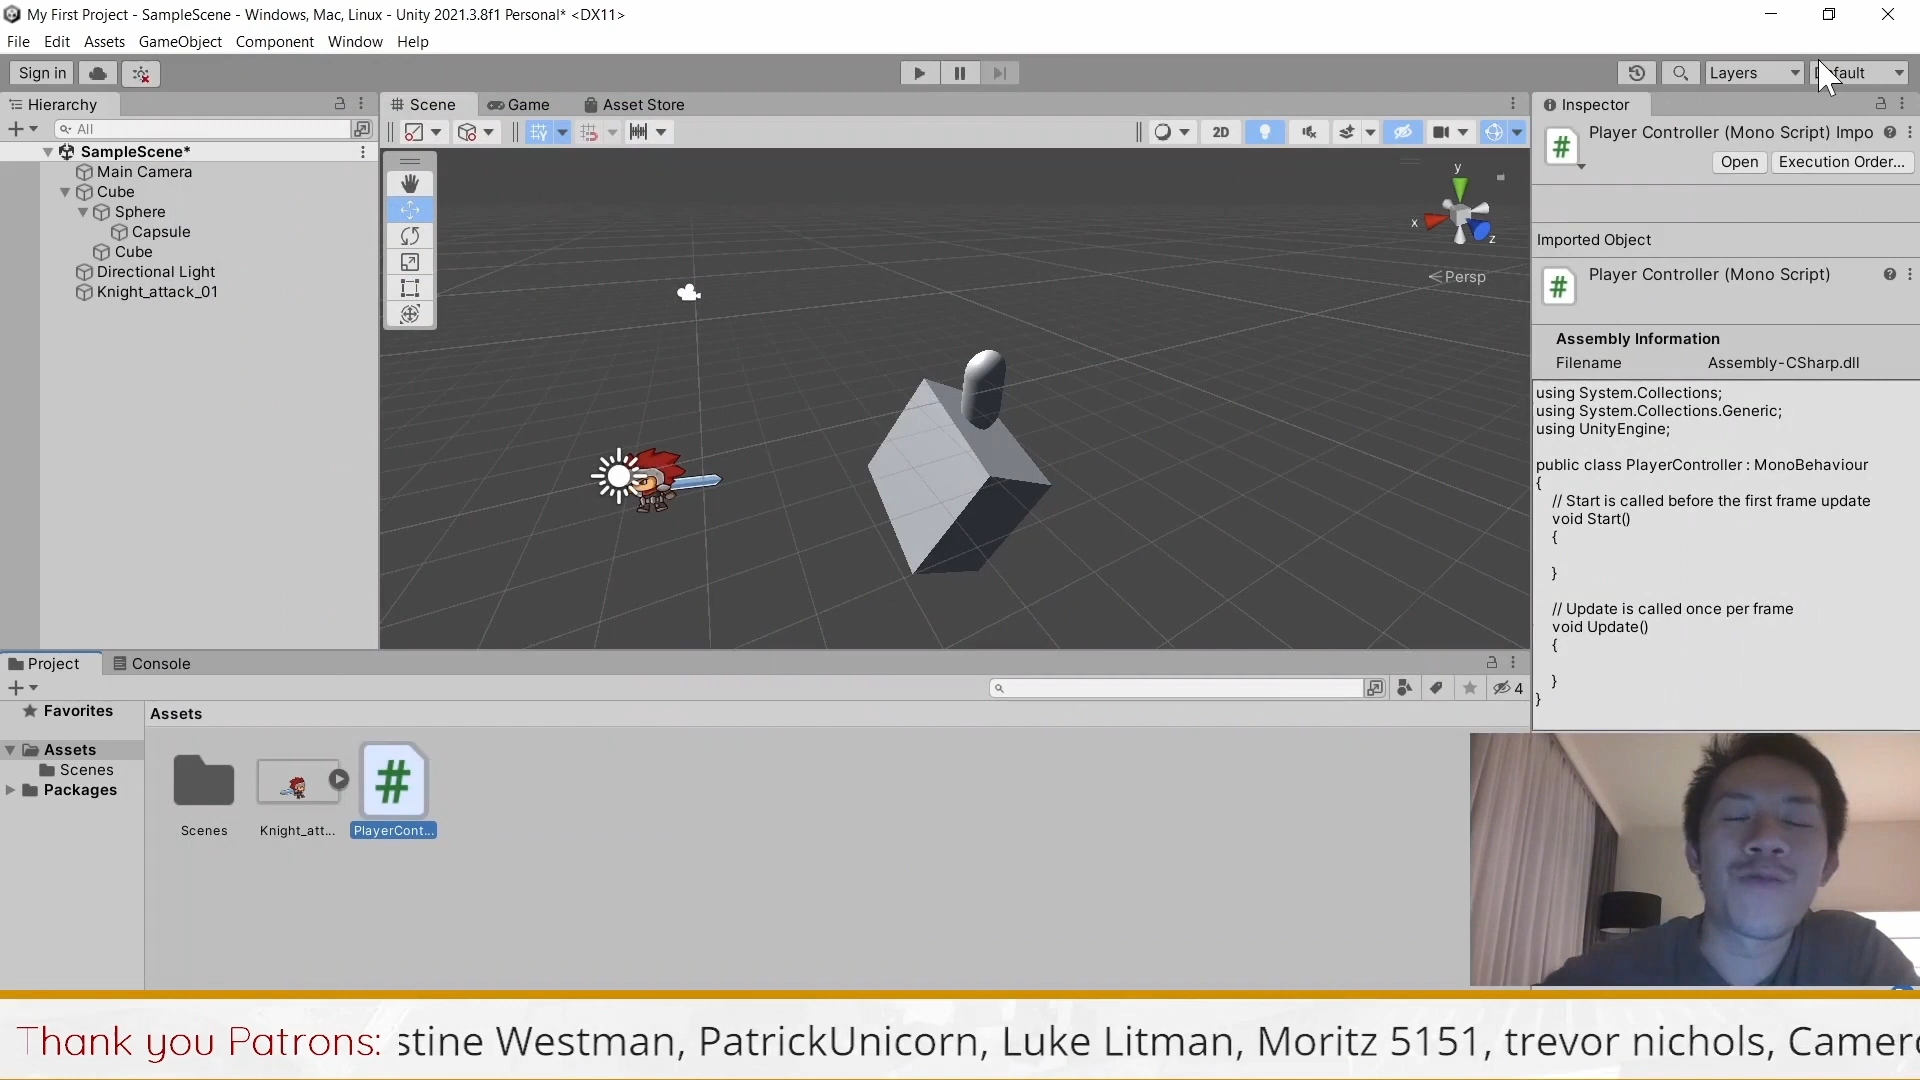 My First Project - SampleScene - Windows, Mac, Linux - Unity 2021.3.8f1 Personal* <DX11>
File Edit Assets GameObject Component Window Help
Sign in
Layers
Hierarchy
All
SampleScene*
Main Camera
Cube
Sphere
Capsule
Cube
Directional Light
Knight_attack_01
Scene Game Asset Store
2D
y
x
z
Persp
Inspector
Player Controller (Mono Script) Impo
Open Execution Order...
Imported Object
Player Controller (Mono Script)
Assembly Information
Filename Assembly-CSharp.dll
using System.Collections;
using System.Collections.Generic;
using UnityEngine;
public class PlayerController : MonoBehaviour
{
// Start is called before the first frame update
void Start()
{
}
// Update is called once per frame
void Update()
{
}
}
Project Console
4
Favorites
Assets
Scenes
Packages
Assets
Scenes
Knight_att...
PlayerCont...
Thank you Patrons: stine Westman, PatrickUnicorn, Luke Litman, Moritz 5151, trevor nichols, Camero